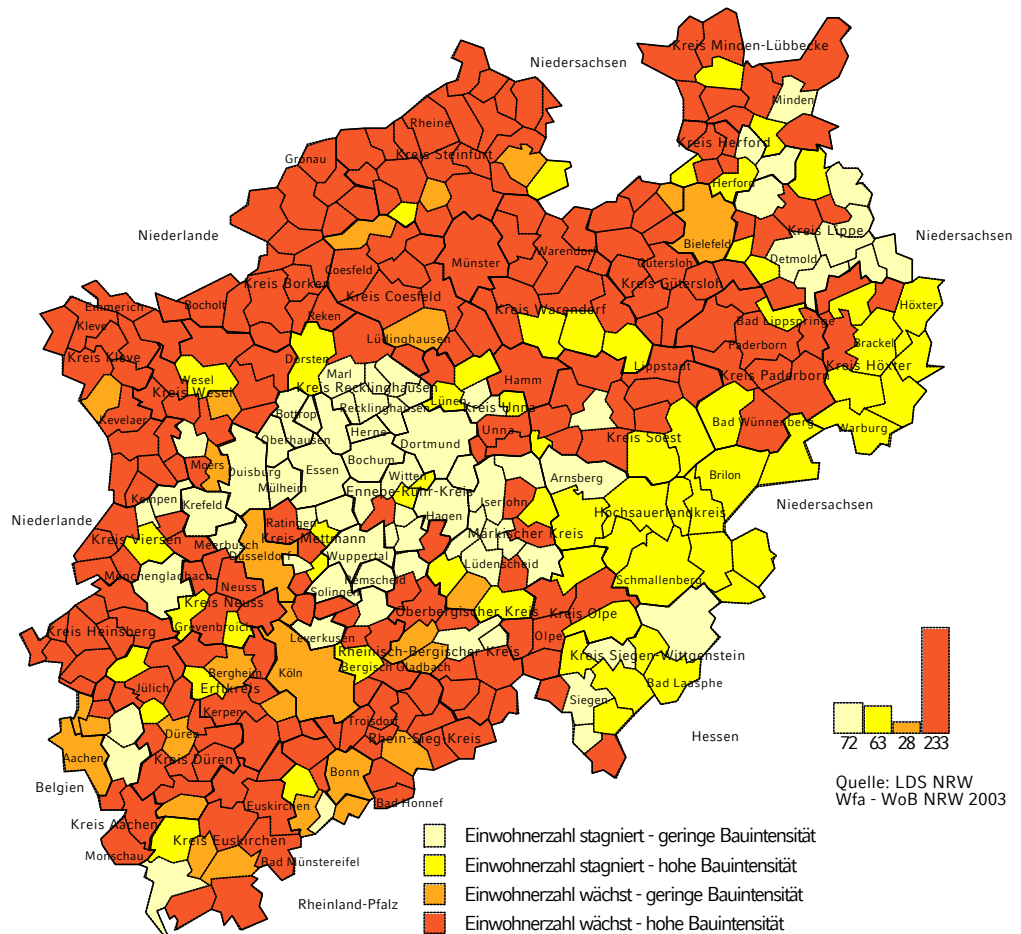 Niedersachsen
Kreis Minden-Lübbecke
Minden
Rheine
Kreis Herford
Gronau
Kreis Steinfurt
Herford
Niederlande
Kreis Lippe
Niedersachsen
Bielefeld
Warendorf
Detmold
Münster
Gütersloh
Coesfeld
Kreis Borken
Kreis Gütersloh
Kreis Coesfeld
Emmerich
Bocholt
Höxter
Reken
Kreis Warendorf
Kleve
Bad Lippspringe
Lüdinghausen
Brackel
Paderborn
Kreis Kleve
Dorsten
Lippstadt
Kreis Höxter
Marl
Wesel
Hamm
Kreis Paderborn
Kreis Wesel
Kreis Recklinghausen
Lünen
Kreis Unna
Recklinghausen
Kevelaer
Bottrop
Bad Wünnenberg
Warburg
Herne
Unna
Oberhausen
Dortmund
Kreis Soest
Bochum
Moers
Duisburg
Essen
Witten
Arnsberg
Brilon
Mülheim
Kempen
Ennepe-Ruhr-Kreis
Krefeld
Iserlohn
Niedersachsen
Hagen
Hochsauerlandkreis
Niederlande
Ratingen
Kreis Viersen
Kreis Mettmann
Märkischer Kreis
Meerbusch
Düsseldorf
Wuppertal
Lüdenscheid
Mönchengladbach
Remscheid
Schmallenberg
Neuss
Solingen
Kreis Neuss
Oberbergischer Kreis
Kreis Olpe
Grevenbroich
Kreis Heinsberg
Leverkusen
Olpe
Rheinisch-Bergischer Kreis
Kreis Siegen-Wittgenstein
Bergisch Gladbach
Bergheim
Köln
Bad Laasphe
Jülich
Erftkreis
Siegen
Kerpen
Troisdorf
Düren
Rhein-Sieg-Kreis
Hessen
72 63 28 233
Aachen
Kreis Düren
Bonn
Quelle: LDS NRW
Belgien
Wfa - WoB NRW 2003
Euskirchen
Bad Honnef
Kreis Aachen
Einwohnerzahl stagniert - geringe Bauintensität
Kreis Euskirchen
Monschau
Bad Münstereifel
Einwohnerzahl stagniert - hohe Bauintensität
Einwohnerzahl wächst - geringe Bauintensität
Rheinland-Pfalz
Einwohnerzahl wächst - hohe Bauintensität